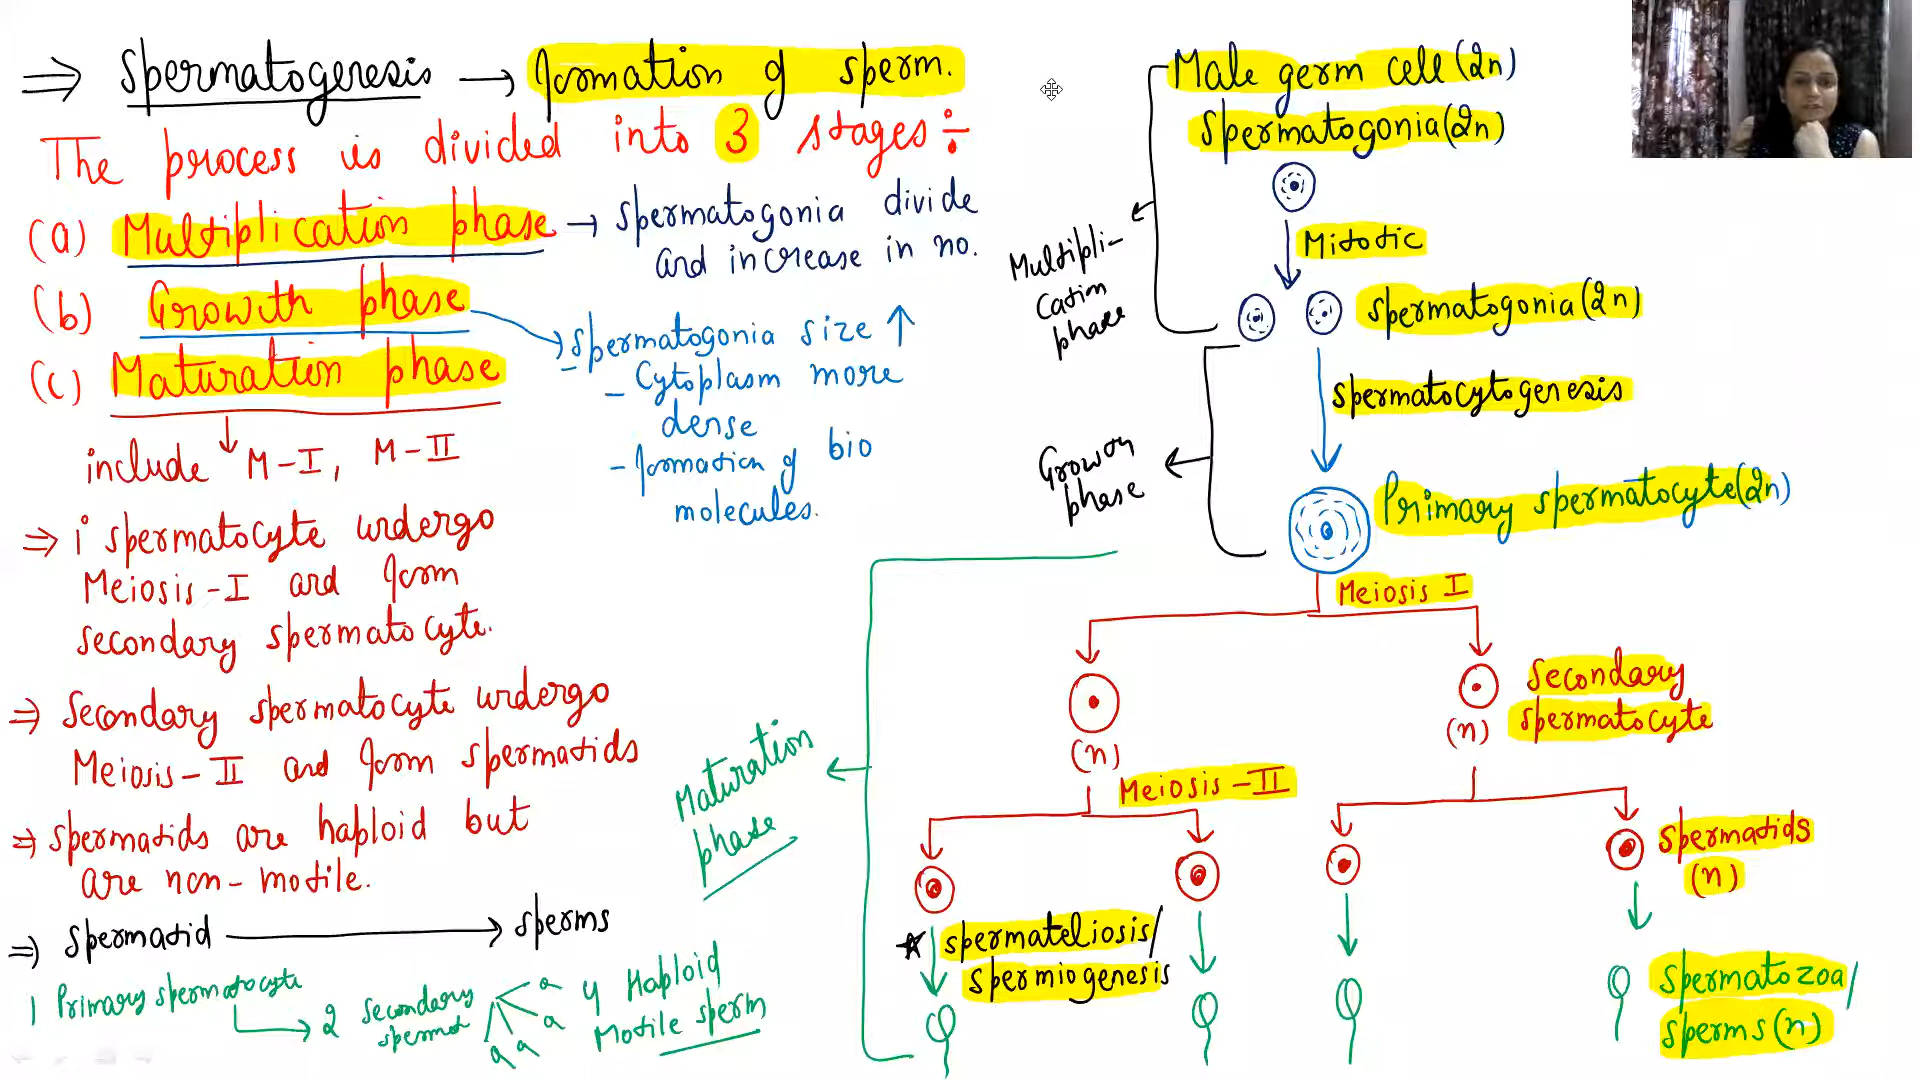 ⇒ Spermatogenesis → formation of sperm.
The process is divided into 3 stages ÷
(a) Multiplication phase → spermatogonia divide
and increase in no.
(b) Growth phase
→ spermatogonia size ↑
- Cytoplasm more
dense
- formation of bio
molecules.
(c) Maturation phase
include M-I, M-II
⇒ i spermatocyte undergo
Meiosis-I and form
secondary spermatocyte.
⇒ Secondary spermatocyte undergo
Meiosis-II and form spermatids
⇒ spermatids are haploid but
are non-motile.
⇒ spermatid → sperms
1 Primary spermatocyte
→ 2 secondary
spermat
4 Haploid
Motile sperm
Male germ cell (2n)
Spermatogonia (2n)
Mitotic
Multipli-
cation
phase
spermatogonia (2n)
spermatocytogenesis
Growth
phase
Primary spermatocyte (2n)
Meiosis I
Secondary
spermatocyte
(n)
(n)
Meiosis-II
Maturation
phase
Spermatids
(n)
* spermateliosis/
spermiogenesis
Spermatozoa/
sperms (n)